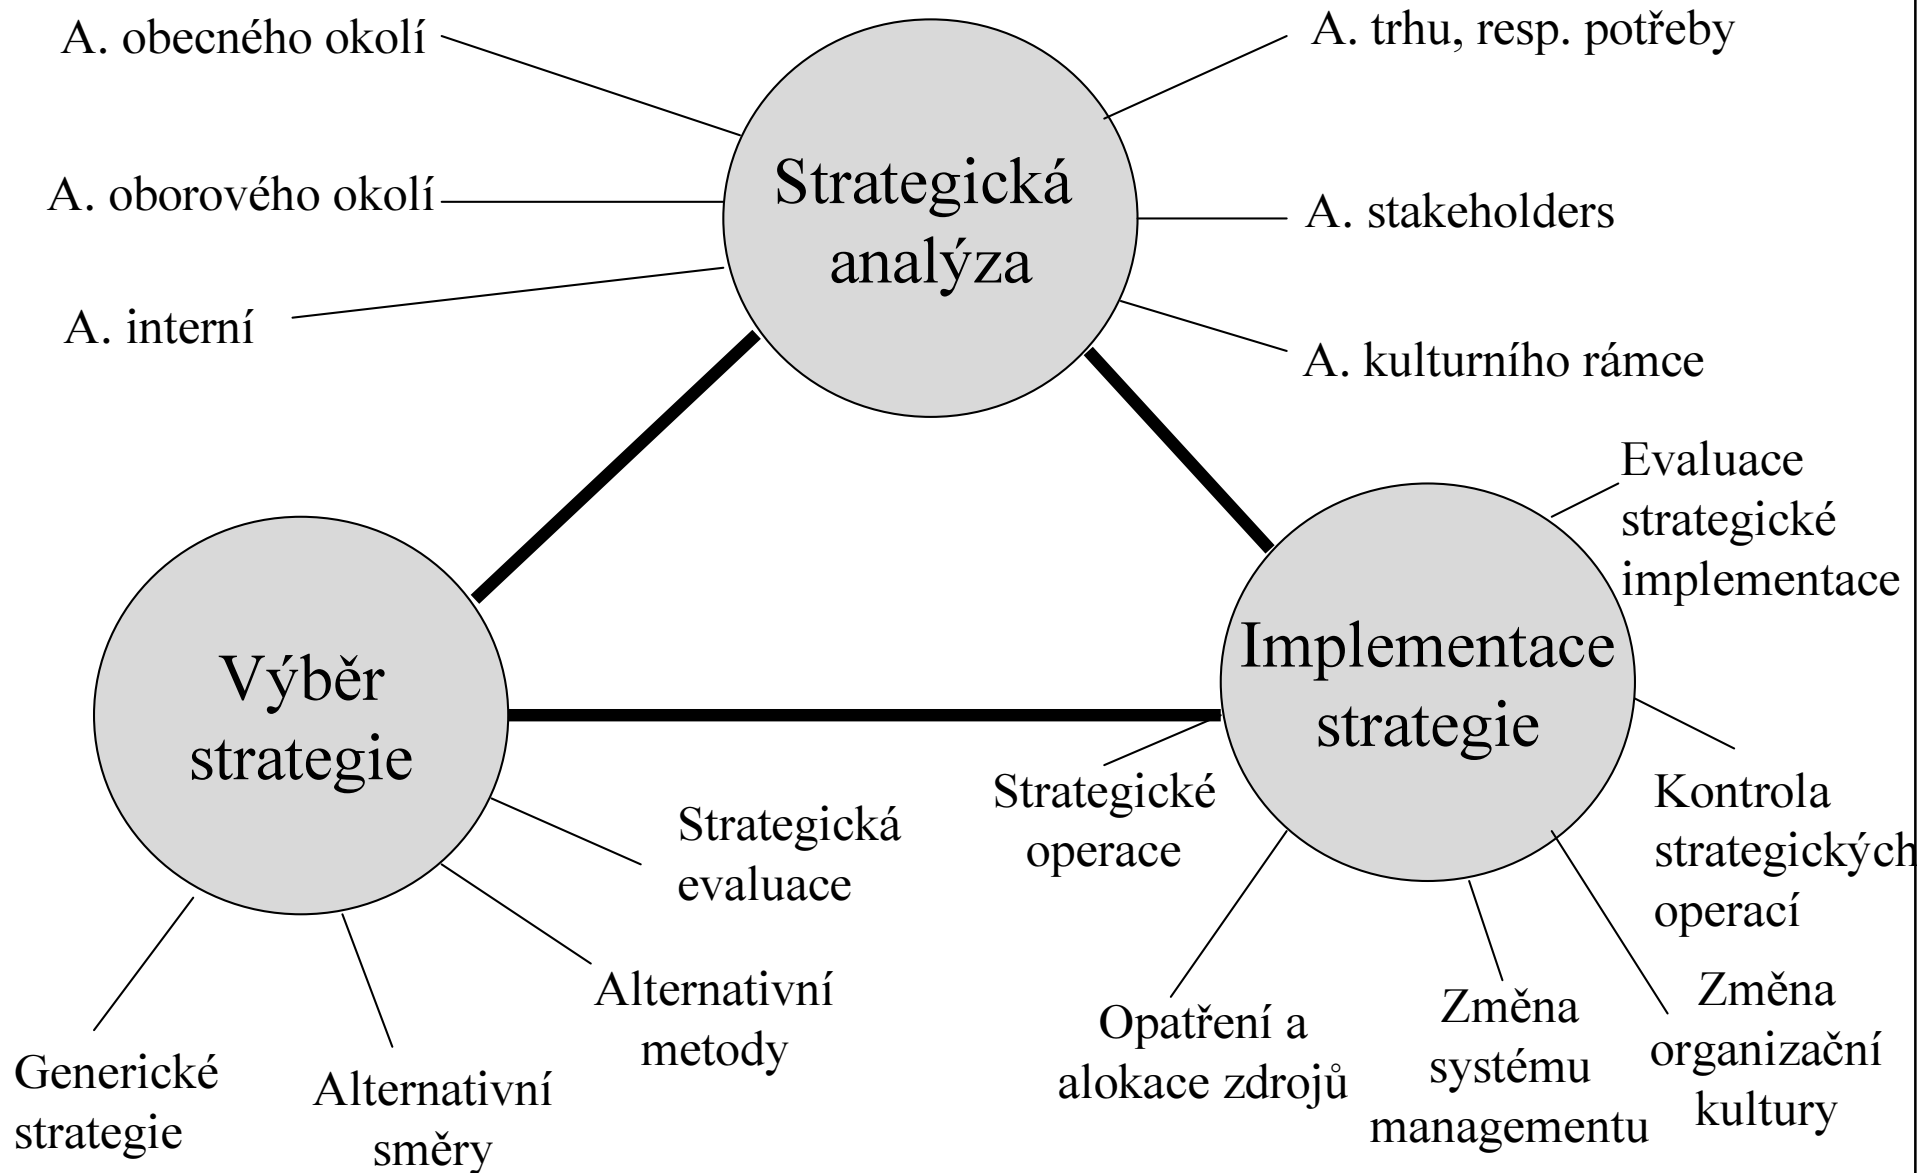 A. obecného okolí
A. trhu, resp. potřeby
Strategická
analýza
A. oborového okolí
A. stakeholders
A. interní
A. kulturního rámce
Evaluace
strategické
implementace
Výběr
strategie
Implementace
strategie
Strategická
evaluace
Strategické
operace
Kontrola
strategických
operací
Alternativní
metody
Generické
strategie
Alternativní
směry
Opatření a
alokace zdrojů
Změna
systému
managementu
Změna
organizační
kultury